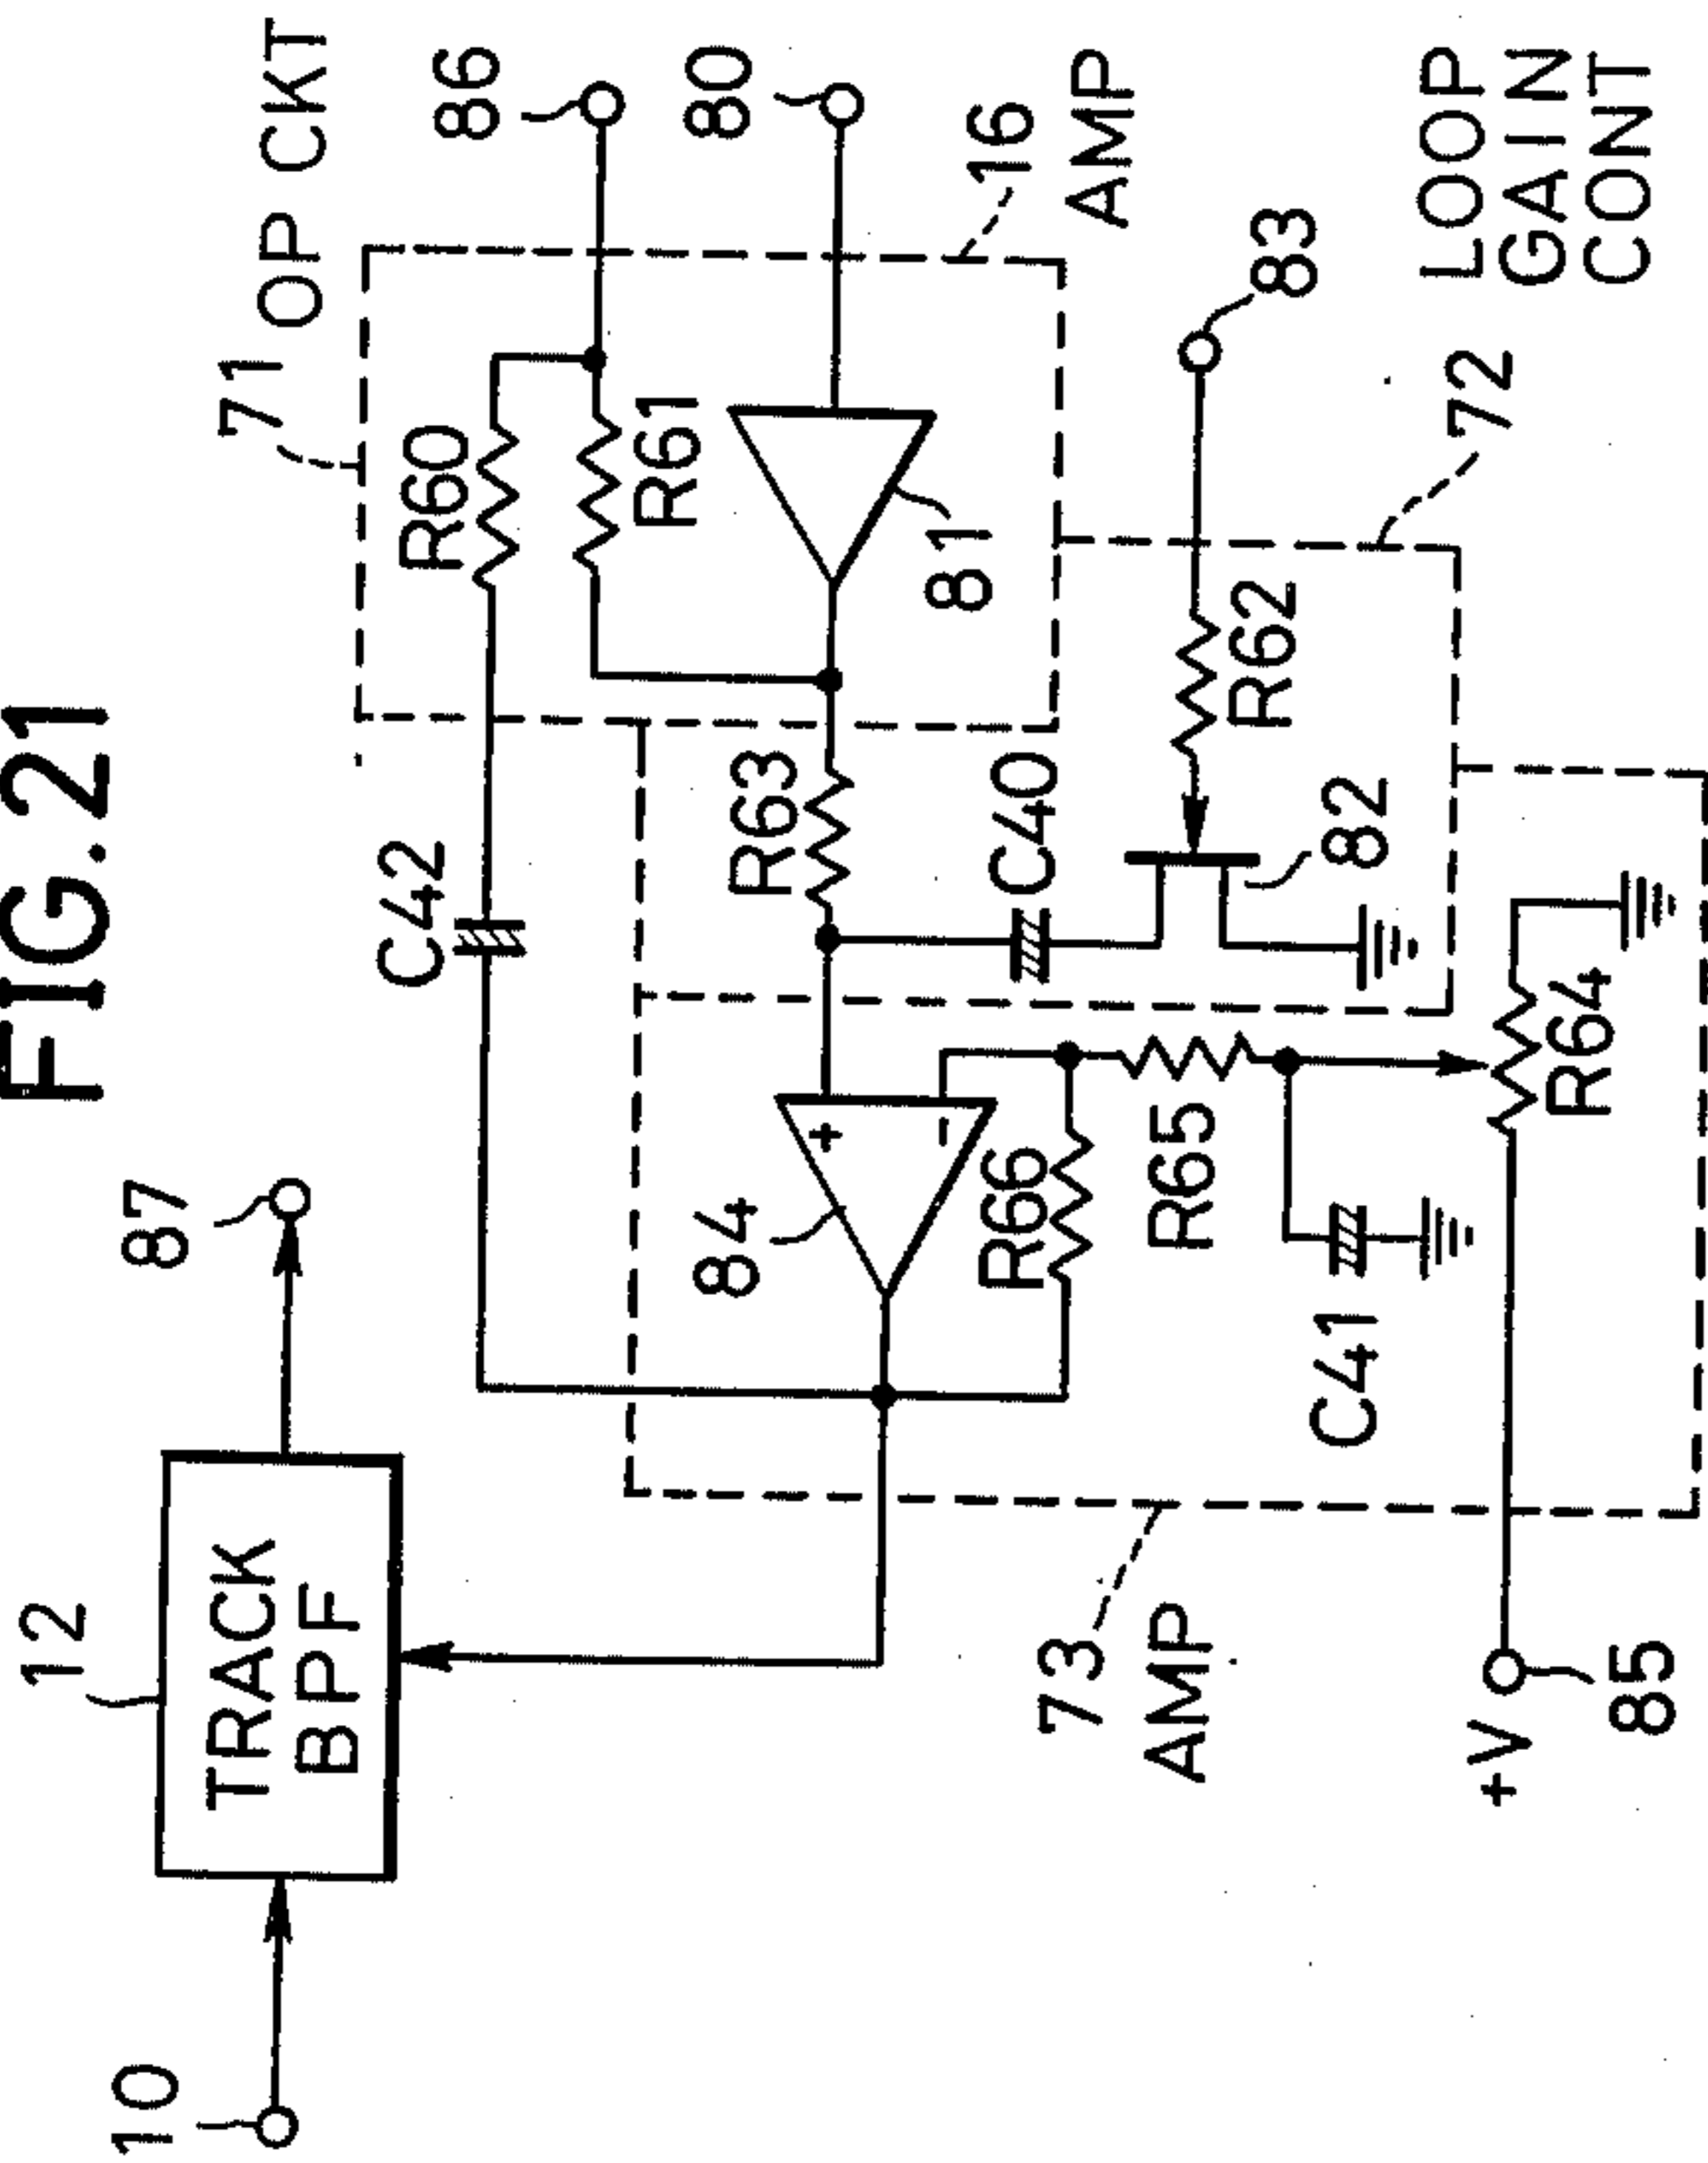 FIG. 21
10
12
TRACK
BPF
87
C42
R60
71
OP CKT
86
R61
80
81
16
AMP
R63
84
+
-
R66
C40
R65
C41
82
R62
83
72
LOOP
GAIN
CONT
R64
73
AMP
+V
85